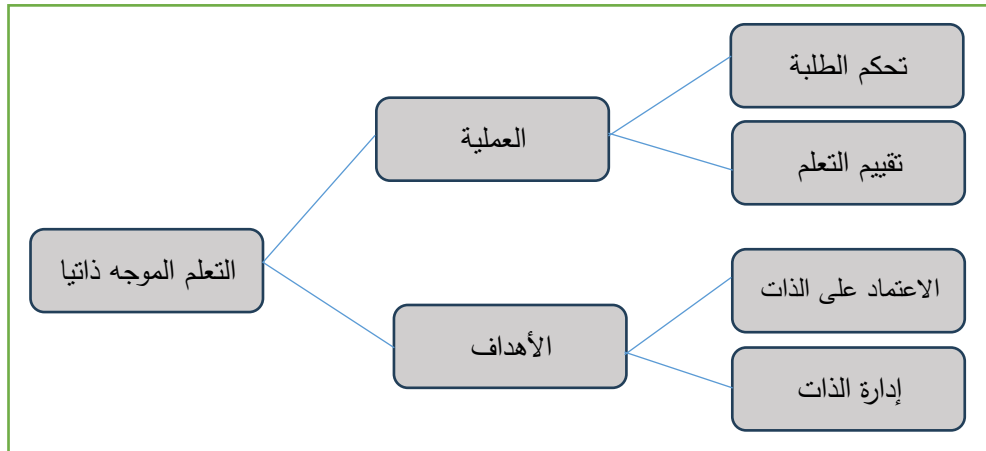 تحكم الطلبة
العملية
تقييم التعلم
التعلم الموجه ذاتيا
الاعتماد على الذات
الأهداف
إدارة الذات